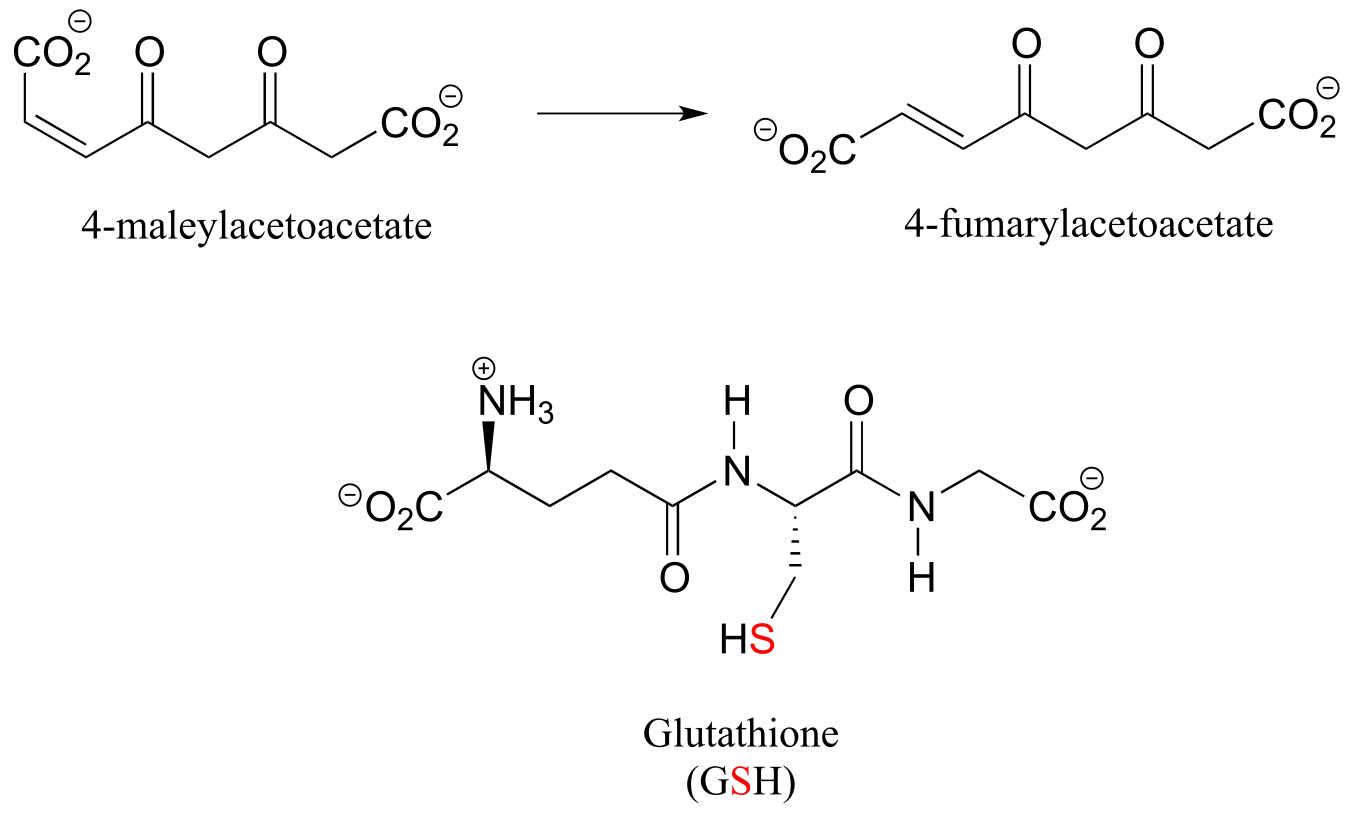 CO2⊖ O O CO2⊖
⊖O2C O O CO2⊖
4-maleylacetoacetate
4-fumarylacetoacetate
⊕
NH3 H O
⊖O2C N N CO2⊖
O H
HS
Glutathione
(GSH)